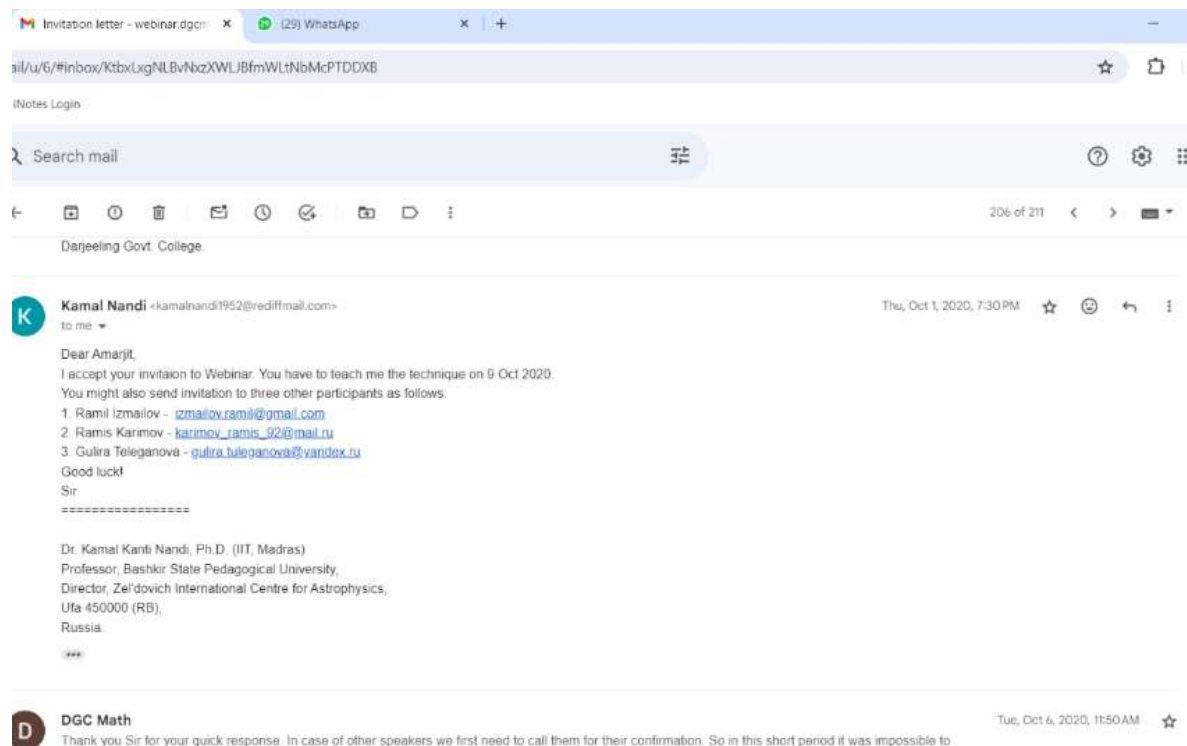 Invitation letter - webinar.dgcm
(29) WhatsApp
ail/u/6/#inbox/KtbxLxgNLBvNxzXWLJBfmWLtNbMcPTDDXB
iNotes Login
Search mail
206 of 211
Darjeeling Govt. College.
K
Kamal Nandi <kamalnandi1952@rediffmail.com>
Thu, Oct 1, 2020, 7:30 PM
to me
Dear Amarjit,
I accept your invitaion to Webinar. You have to teach me the technique on 9 Oct 2020.
You might also send invitation to three other participants as follows:
1. Ramil Izmailov - izmailov.ramil@gmail.com
2. Ramis Karimov - karimov_ramis_92@mail.ru
3. Gulira Teleganova - gulira.tuleganova@yandex.ru
Good luck!
Sir
=================
Dr. Kamal Kanti Nandi, Ph.D. (IIT, Madras)
Professor, Bashkir State Pedagogical University,
Director, Zel'dovich International Centre for Astrophysics,
Ufa 450000 (RB),
Russia.
D
DGC Math
Tue, Oct 6, 2020, 11:50 AM
Thank you Sir for your quick response. In case of other speakers we first need to call them for their confirmation. So in this short period it was impossible to